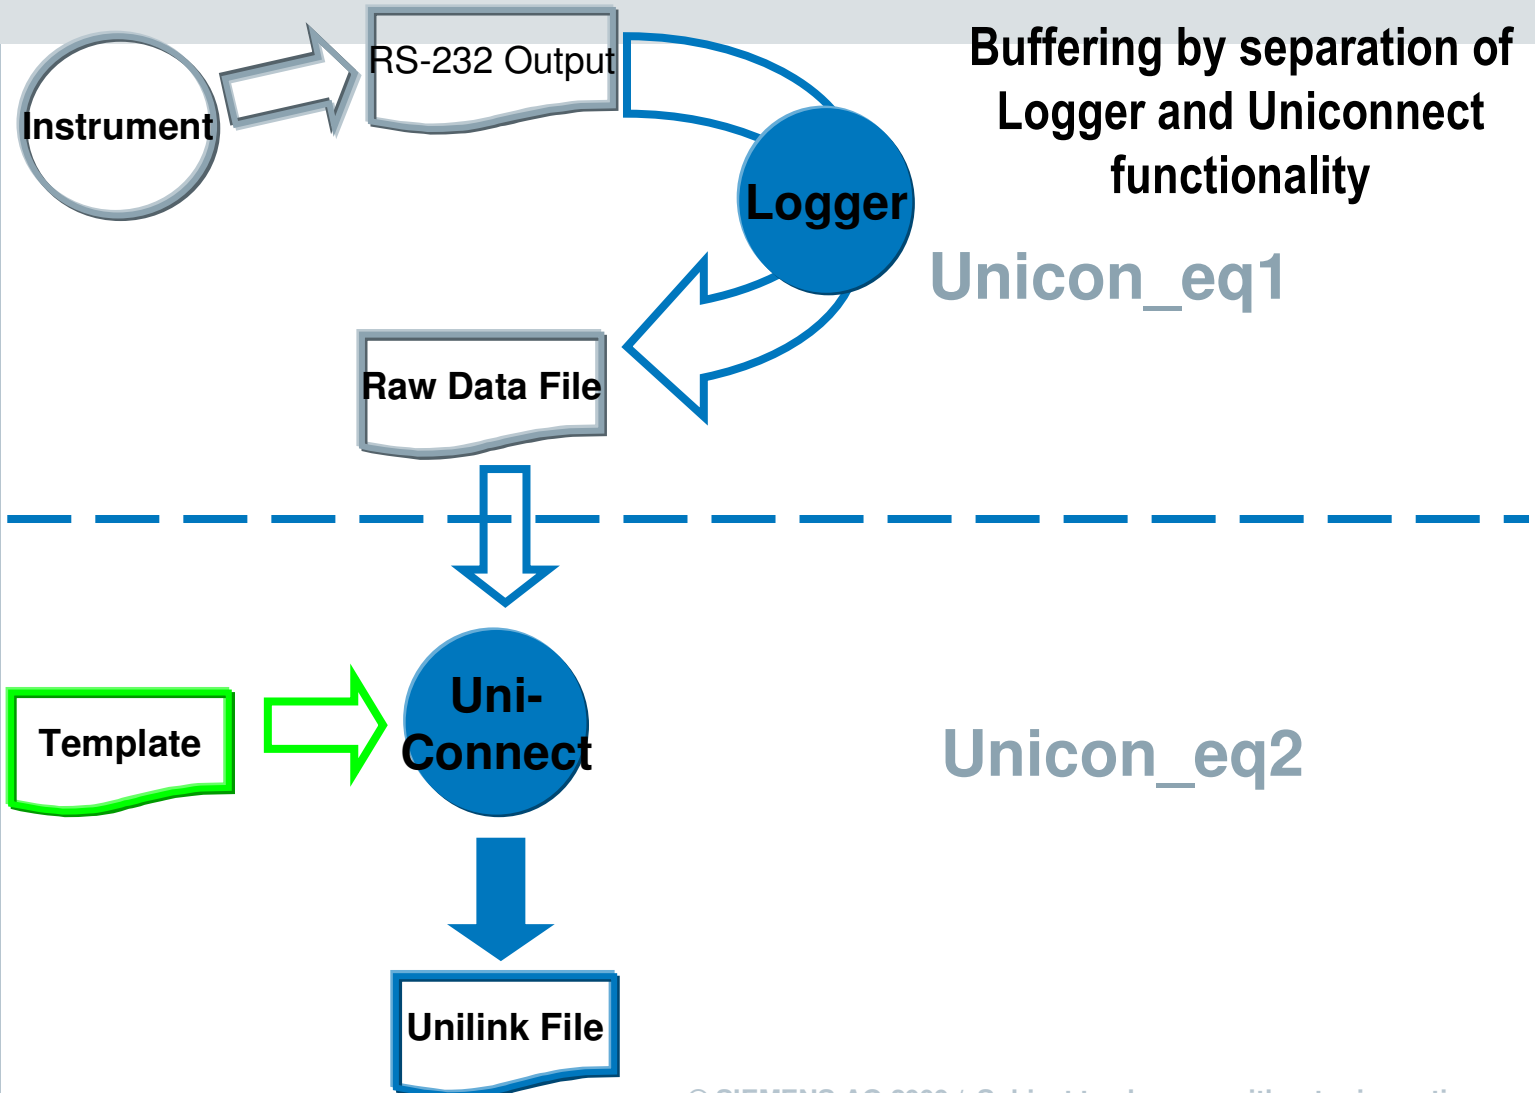 Buffering by separation of
Logger and Uniconnect
functionality
RS-232 Output
Instrument
Logger
Unicon_eq1
Raw Data File
Uni-
Connect
Template
Unicon_eq2
Unilink File